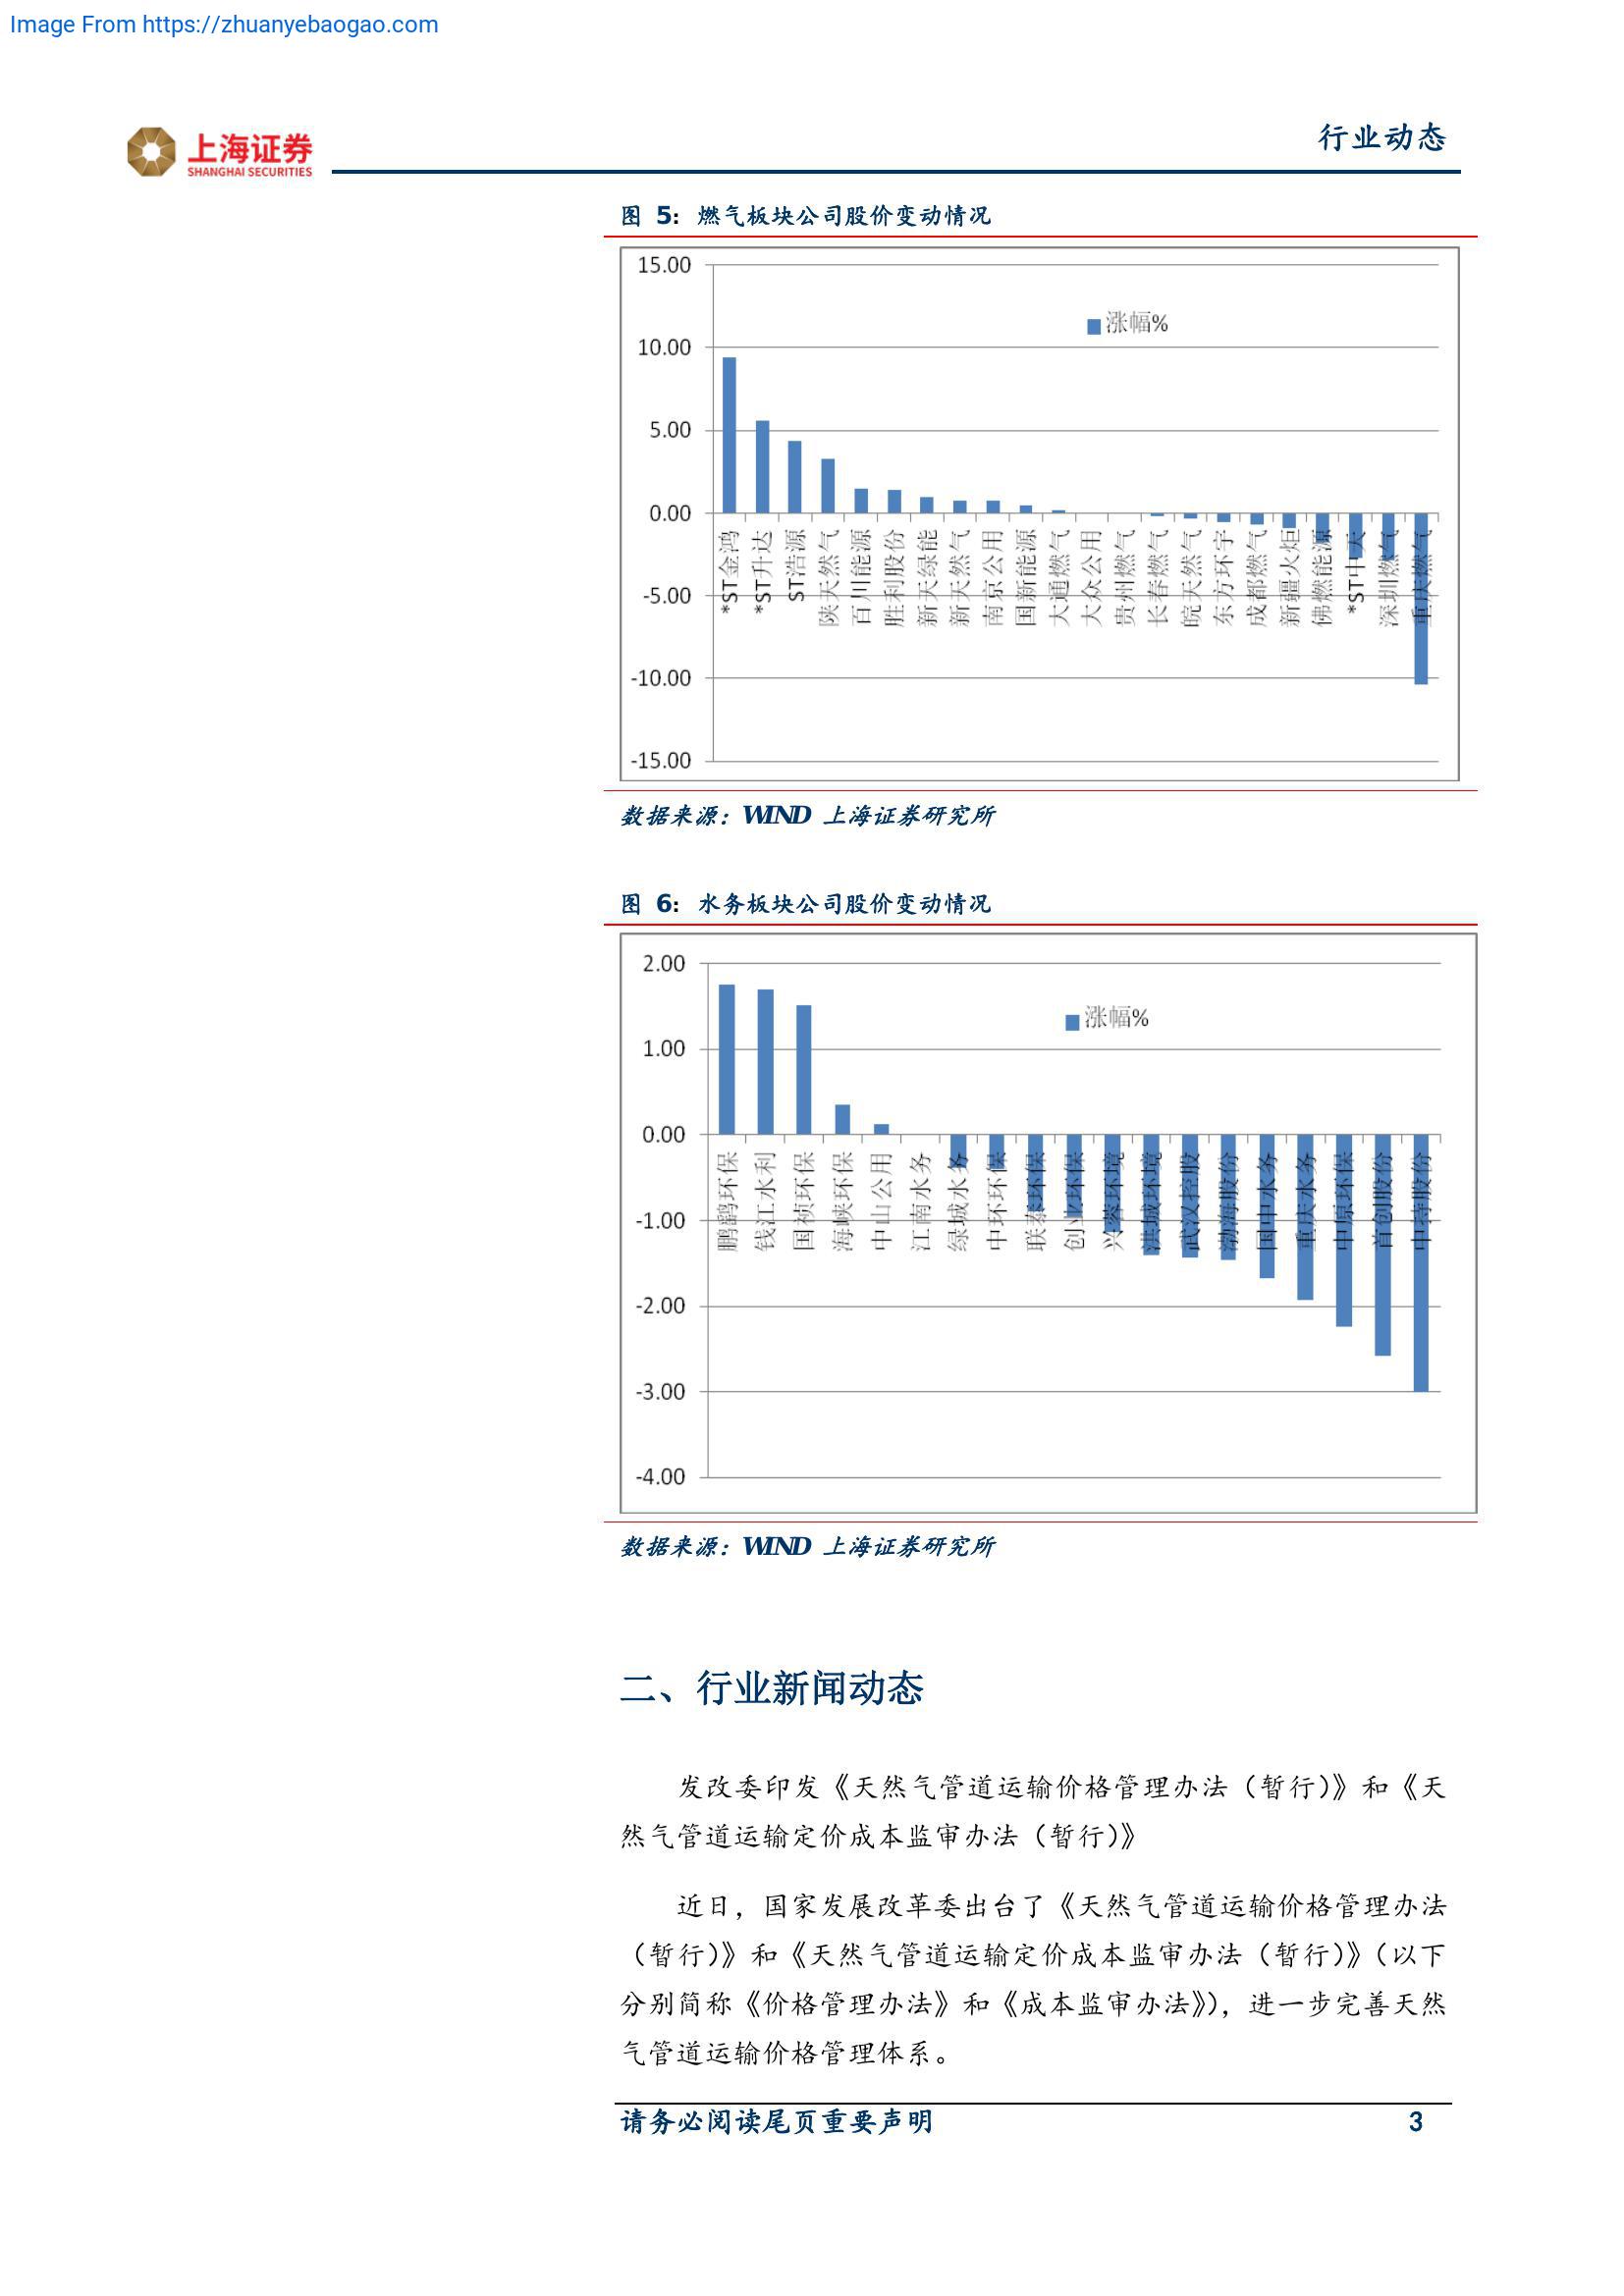 Image From https://zhuanyebaogao.com
上海证券
SHANGHAI SECURITIES
行业动态
图 5: 燃气板块公司股价变动情况
15.00
10.00
5.00
0.00
-5.00
-10.00
-15.00
涨幅%
*ST金鸿
*ST升达
ST浩源
陕天然气
百川能源
胜利股份
新天绿能
新天然气
南京公用
国新能源
大通燃气
大众公用
贵州燃气
长春燃气
皖天然气
东方环宇
成都燃气
新疆火炬
佛燃能源
*ST中天
深圳燃气
重庆燃气
数据来源: WIND 上海证券研究所
图 6: 水务板块公司股价变动情况
2.00
1.00
0.00
-1.00
-2.00
-3.00
-4.00
涨幅%
鹏鹞环保
钱江水利
国祯环保
海峡环保
中山公用
江南水务
绿城水务
中环环保
联泰环保
创业环保
兴蓉环境
洪城环境
武汉控股
渤海股份
国中水务
重庆水务
中原环保
首创股份
中持股份
数据来源: WIND 上海证券研究所
二、行业新闻动态
发改委印发《天然气管道运输价格管理办法（暂行)》和《天
然气管道运输定价成本监审办法（暂行)》
近日，国家发展改革委出台了《天然气管道运输价格管理办法
（暂行)》和《天然气管道运输定价成本监审办法（暂行)》（以下
分别简称《价格管理办法》和《成本监审办法》)，进一步完善天然
气管道运输价格管理体系。
请务必阅读尾页重要声明
3